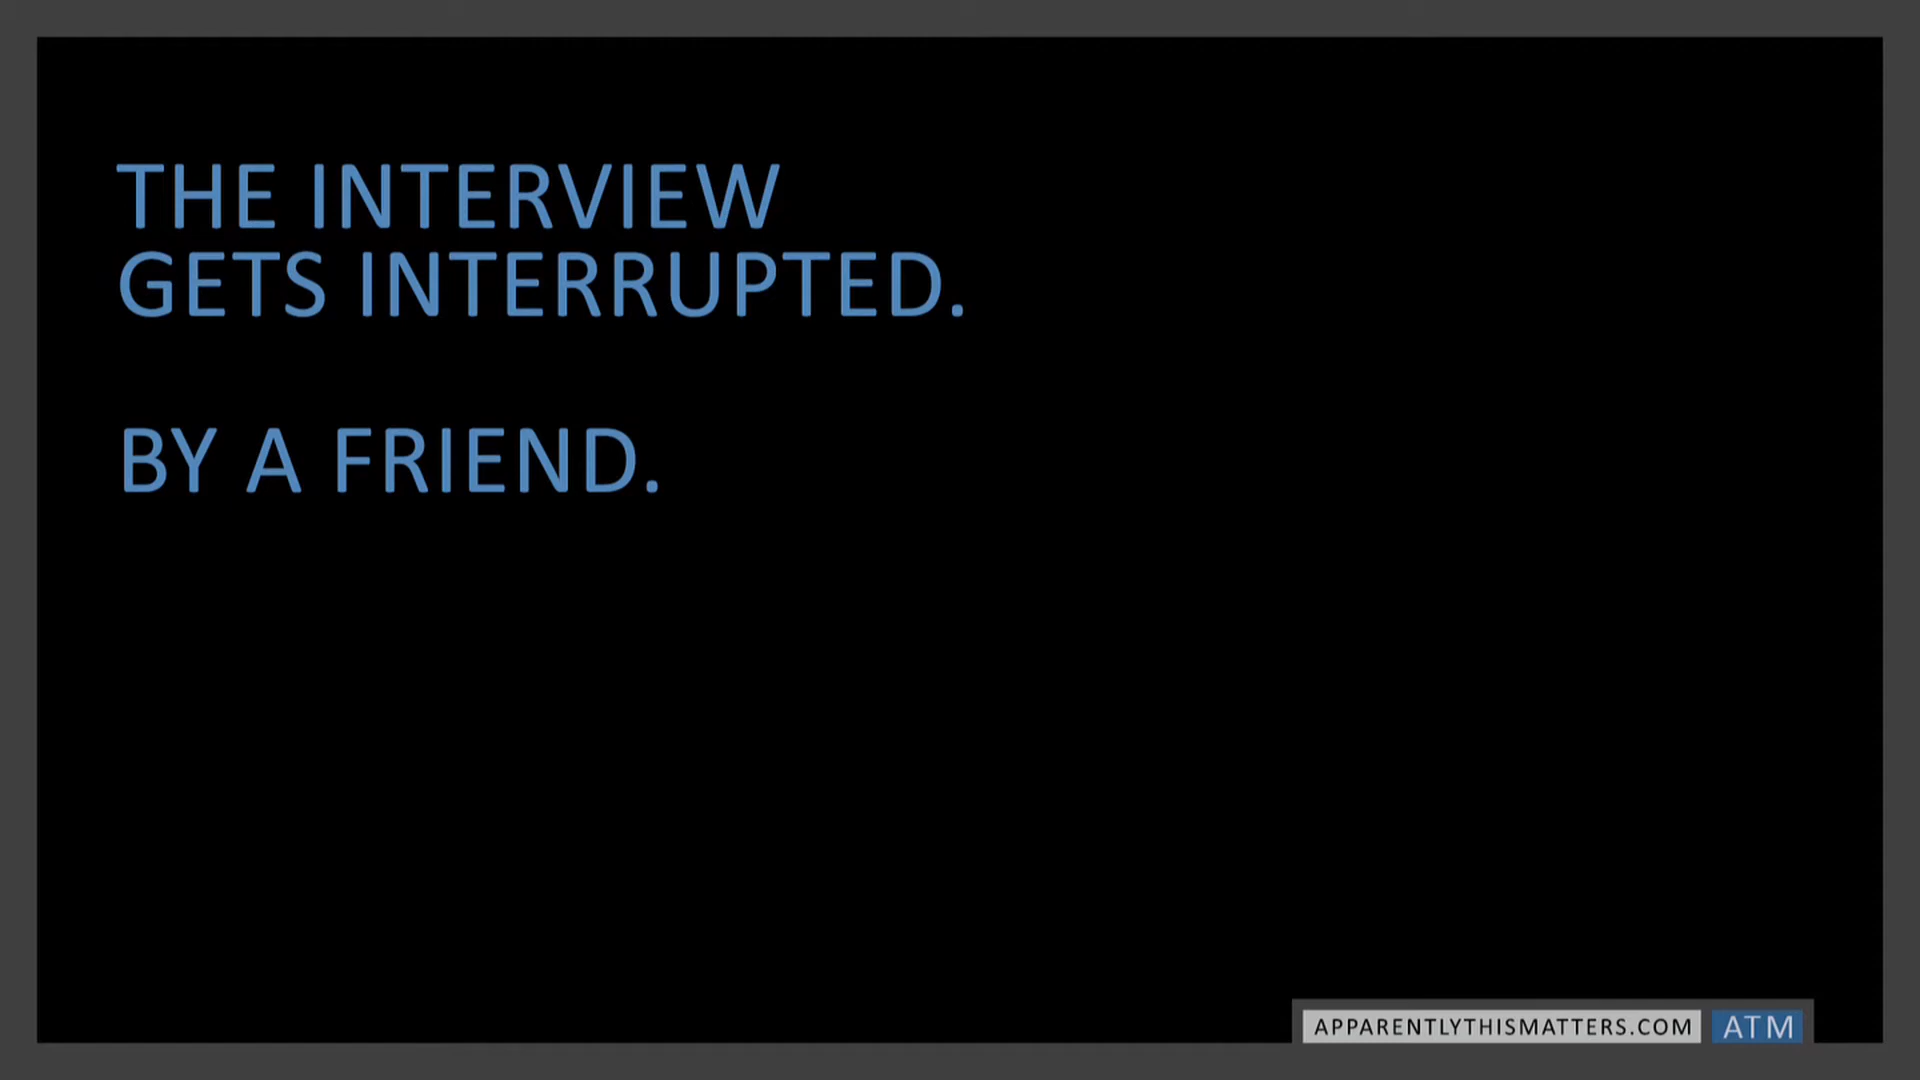 THE INTERVIEW
GETS INTERRUPTED.
BY A FRIEND.
APPARENTLYTHISMATTERS.COM ATM